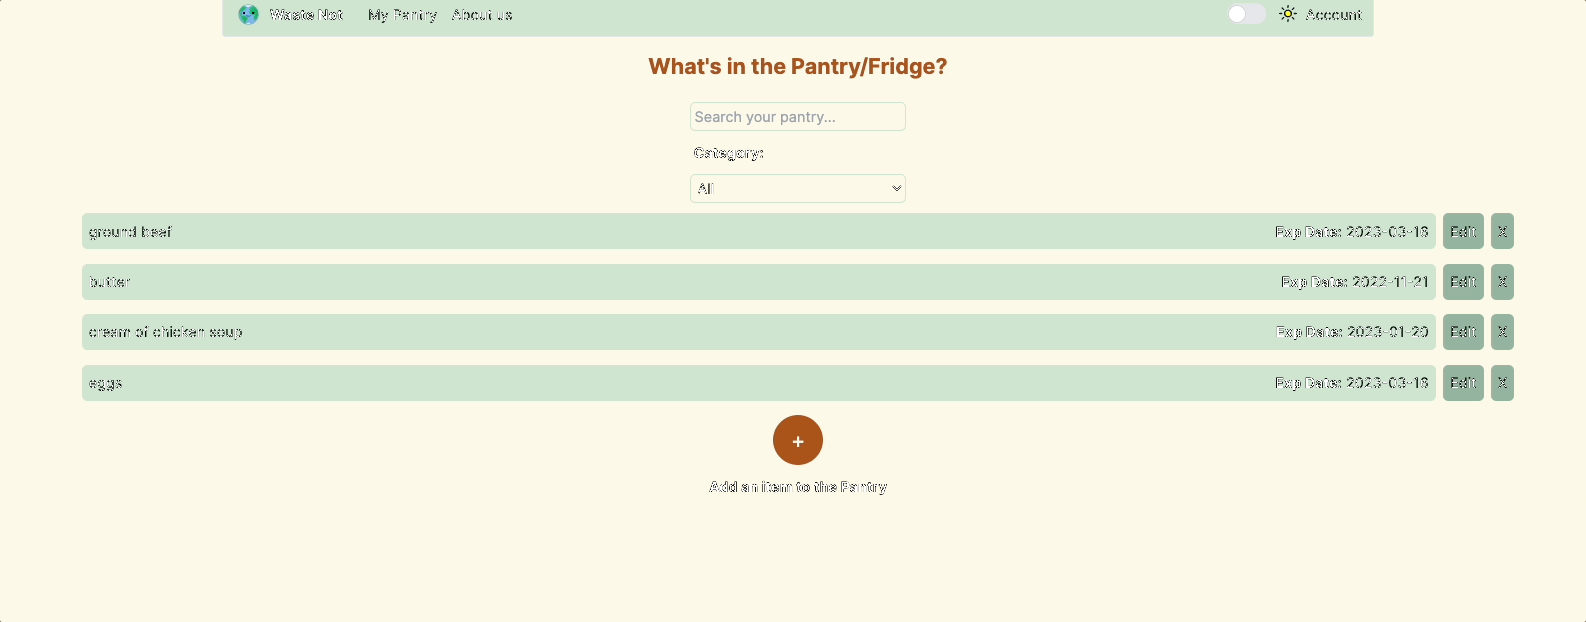 Waste Not My Pantry About us Account
What's in the Pantry/Fridge?
Search your pantry...
Category:
All
ground beef Exp Date: 2023-03-18 Edit X
butter Exp Date: 2022-11-21 Edit X
cream of chicken soup Exp Date: 2023-01-20 Edit X
eggs Exp Date: 2023-03-18 Edit X
+
Add an item to the Pantry